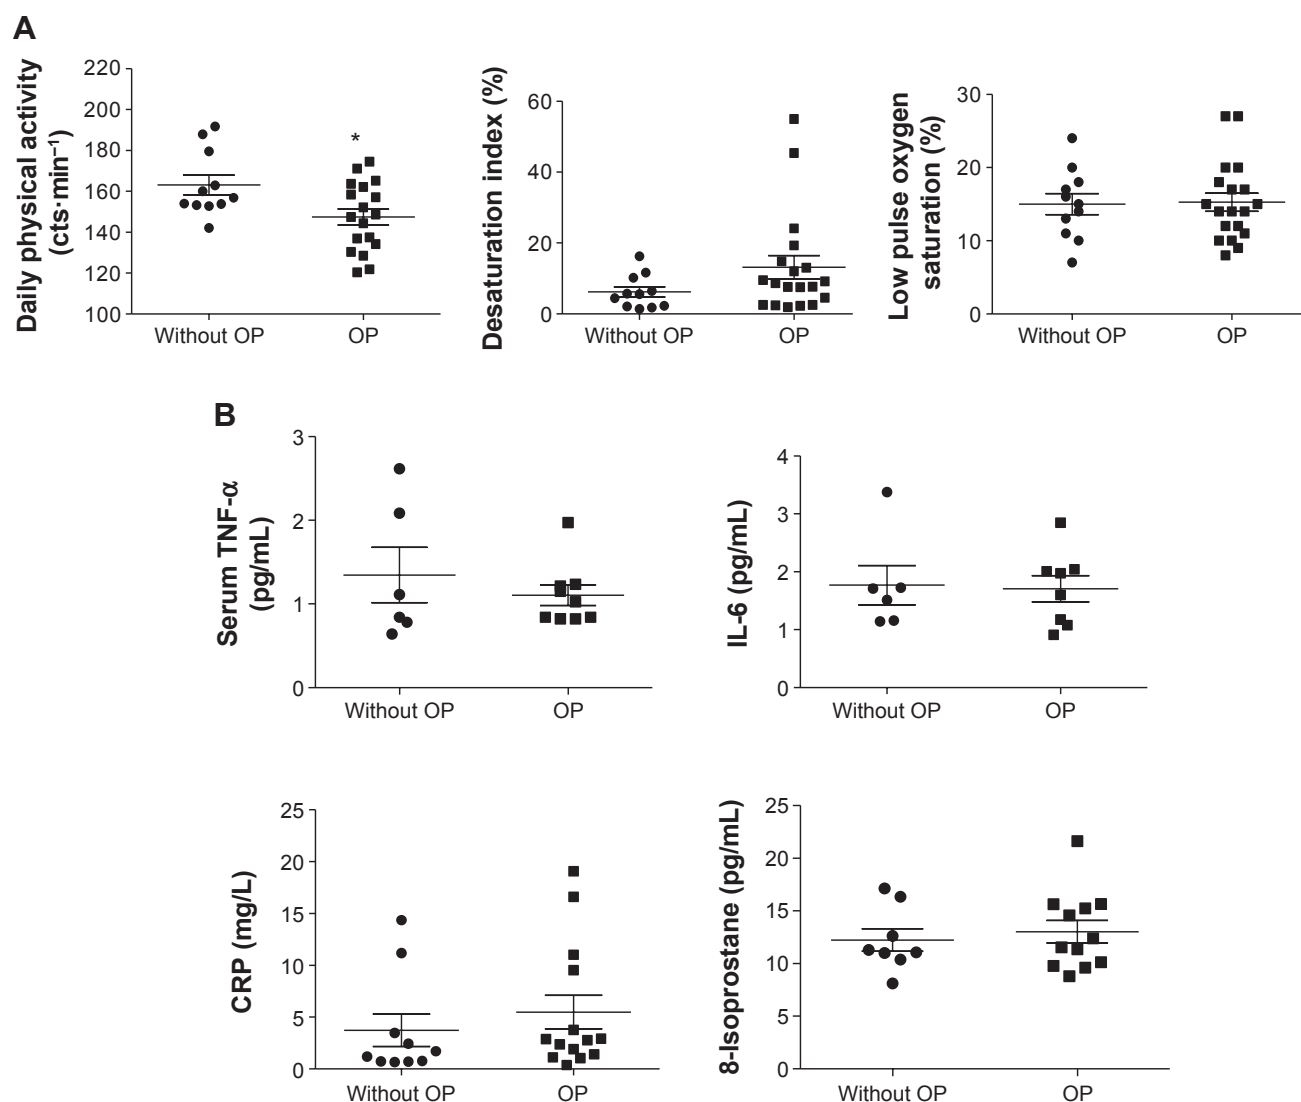 A
Daily physical activity
(cts·min⁻¹)
220
200
180
160
140
120
100
*
Without OP
OP
Desaturation index (%)
60
40
20
0
Without OP
OP
Low pulse oxygen
saturation (%)
30
20
10
0
Without OP
OP
B
Serum TNF-α
(pg/mL)
3
2
1
0
Without OP
OP
IL-6 (pg/mL)
4
3
2
1
0
Without OP
OP
CRP (mg/L)
25
20
15
10
5
0
Without OP
OP
8-Isoprostane (pg/mL)
25
20
15
10
5
0
Without OP
OP